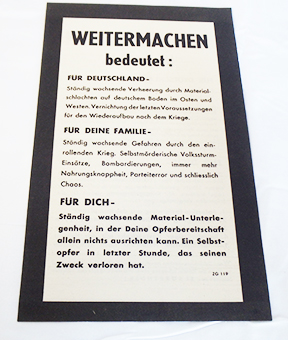 WEITERMACHEN
bedeutet:
FÜR DEUTSCHLAND-
Ständig wachsende Verheerung durch Material-
schlachten auf deutschem Boden im Osten und
Westen. Vernichtung der letzten Voraussetzungen
für den Wiederaufbau nach dem Kriege.
FÜR DEINE FAMILIE-
Ständig wachsende Gefahren durch den ein-
rollenden Krieg. Selbstmörderische Volkssturm-
Einsätze, Bombardierungen, immer mehr
Nahrungsknappheit, Parteiterror und schliesslich
Chaos.
FÜR DICH-
Ständig wachsende Material-Unterle-
genheit, in der Deine Opferbereitschaft
allein nichts ausrichten kann. Ein Selbst-
opfer in letzter Stunde, das seinen
Zweck verloren hat.
ZG 119